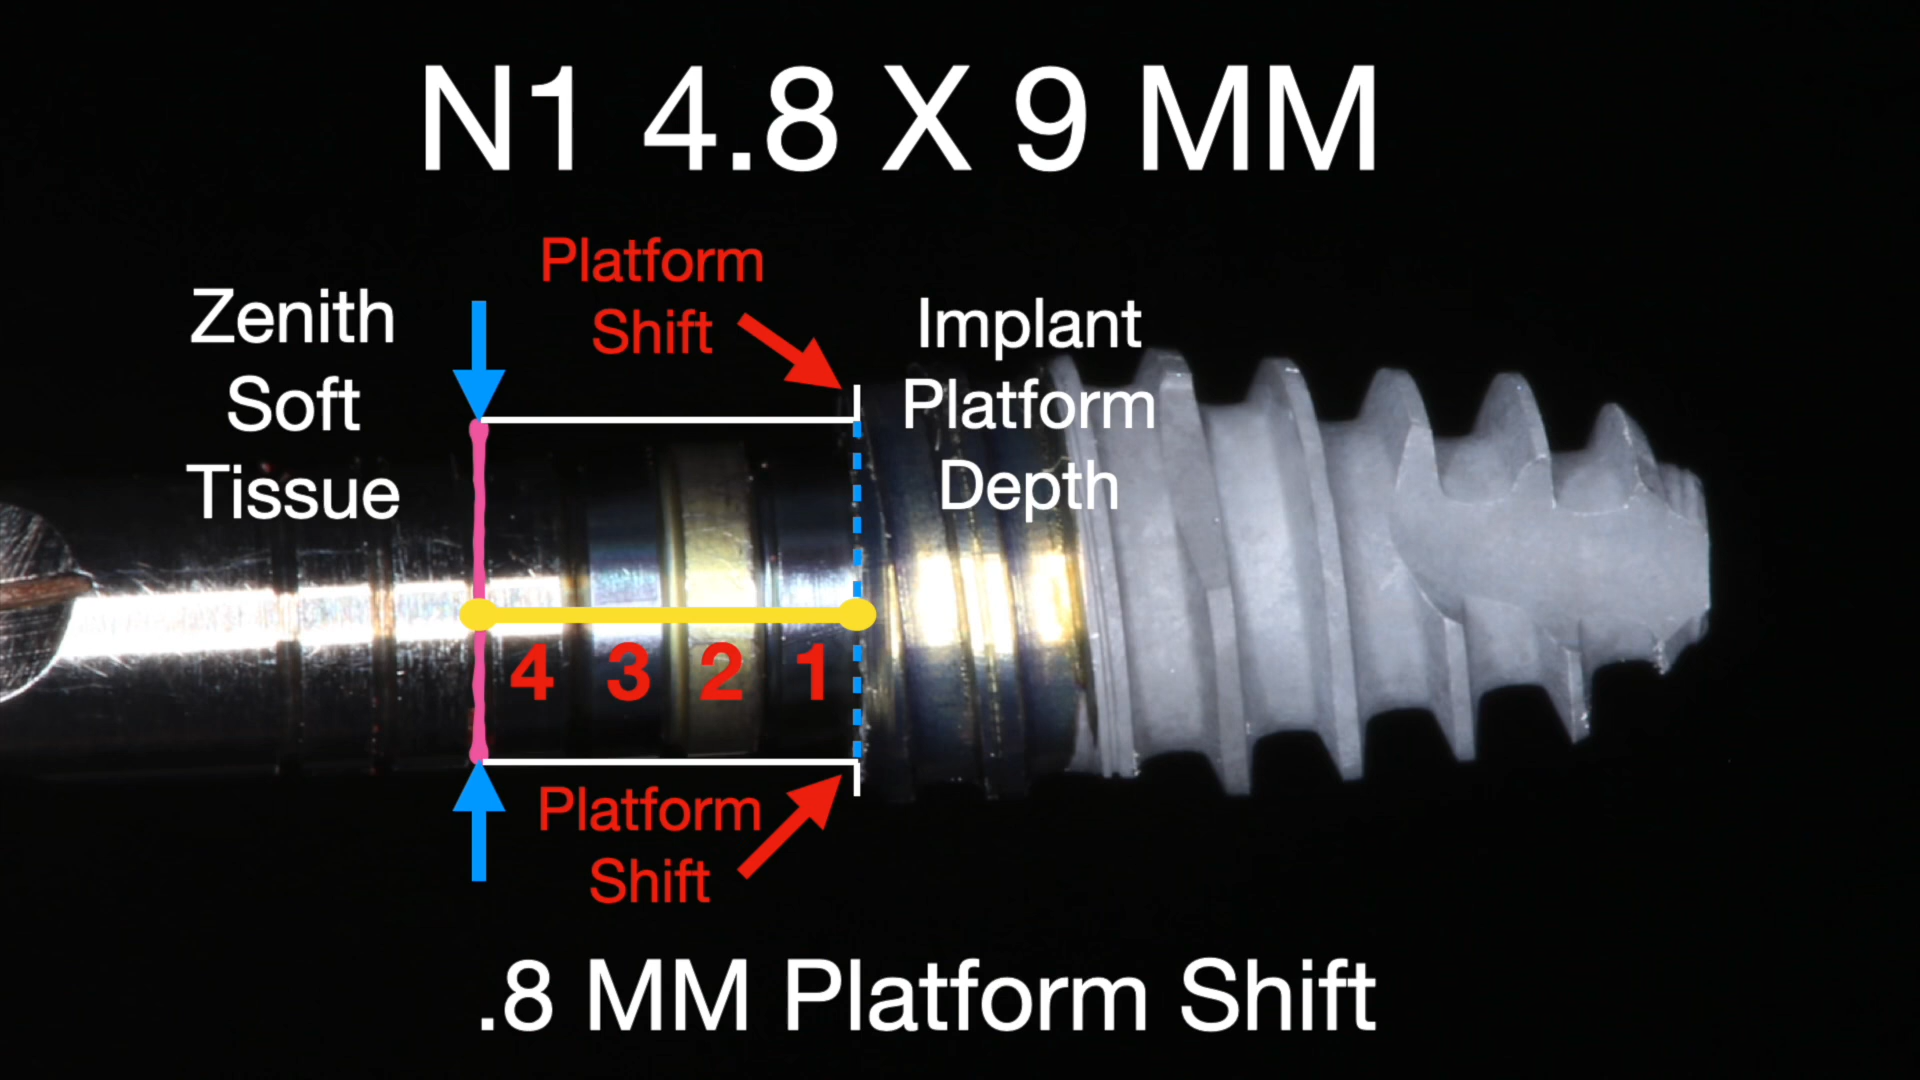 N1 4.8 X 9 MM
Platform
Shift
Zenith
Soft
Tissue
Implant
Platform
Depth
4 3 2 1
Platform
Shift
.8 MM Platform Shift